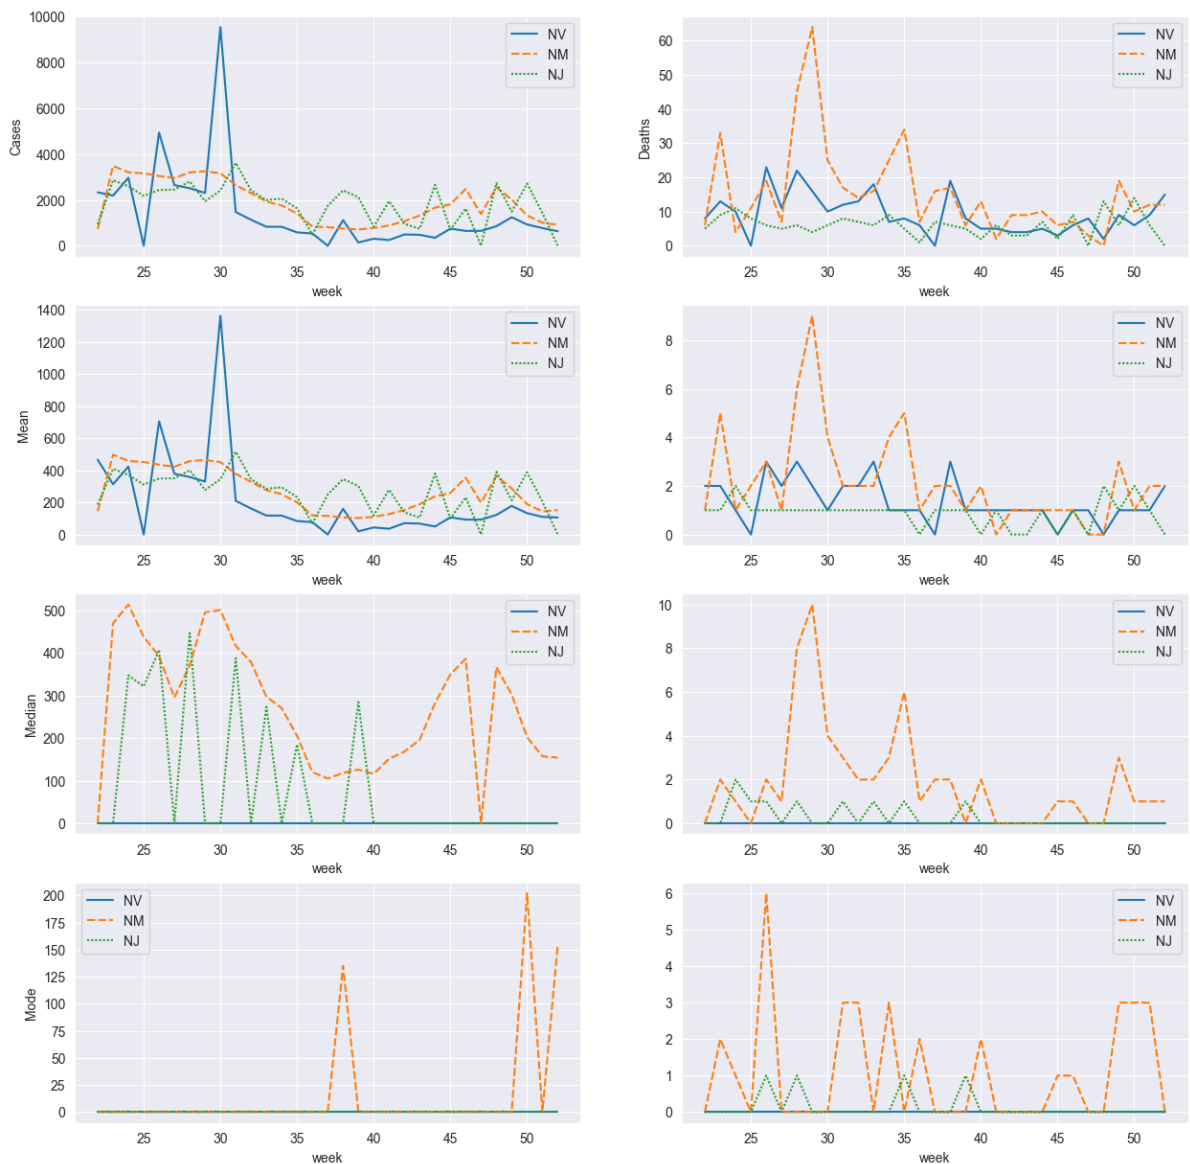 10000
8000
6000
4000
2000
0
Cases
NV
NM
NJ
25 30 35 40 45 50
week
60
50
40
30
20
10
0
Deaths
NV
NM
NJ
25 30 35 40 45 50
week
1400
1200
1000
800
600
400
200
0
Mean
NV
NM
NJ
25 30 35 40 45 50
week
8
6
4
2
0
NV
NM
NJ
25 30 35 40 45 50
week
500
400
300
200
100
0
Median
NV
NM
NJ
25 30 35 40 45 50
week
10
8
6
4
2
0
NV
NM
NJ
25 30 35 40 45 50
week
200
175
150
125
100
75
50
25
0
Mode
NV
NM
NJ
25 30 35 40 45 50
week
6
5
4
3
2
1
0
NV
NM
NJ
25 30 35 40 45 50
week